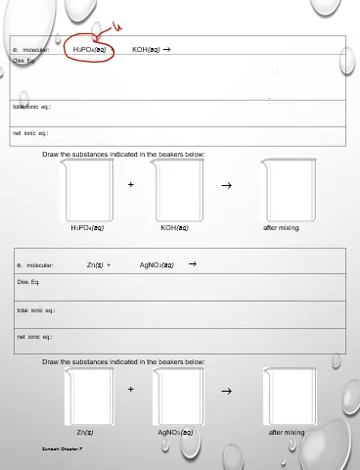 e. molecular: H₃PO₄(aq) KOH(aq) →
Diss. Eq.
total ionic eq.:
net ionic eq.:
Draw the substances indicated in the beakers below:
+ →
H₃PO₄(aq) KOH(aq) after mixing
e. molecular: Zn(s) + AgNO₃(aq) →
Diss. Eq.
total ionic eq.:
net ionic eq.:
Draw the substances indicated in the beakers below:
+ →
Zn(s) AgNO₃(aq) after mixing
Chapter 7